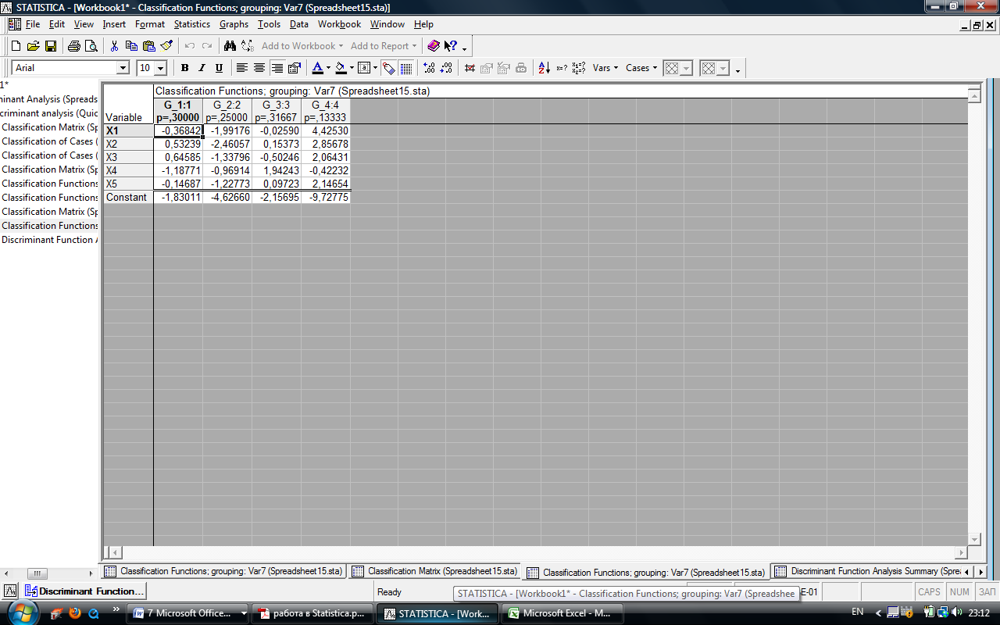 STATISTICA - [Workbook1* - Classification Functions; grouping: Var7 (Spreadsheet15.sta)]
File Edit View Insert Format Statistics Graphs Tools Data Workbook Window Help
Add to Workbook Add to Report
Arial 10 B I U Vars Cases
1*
minant Analysis (Spreads
criminant analysis (Quic
Classification Matrix (Sp
Classification of Cases (
Classification of Cases (
Classification Matrix (Sp
Classification Functions
Classification Functions
Classification Matrix (Sp
Classification Functions
Discriminant Function A
Classification Functions; grouping: Var7 (Spreadsheet15.sta)
Variable G_1:1 p=,30000 G_2:2 p=,25000 G_3:3 p=,31667 G_4:4 p=,13333
X1 -0,36842 -1,99176 -0,02590 4,42530
X2 0,53239 -2,46057 0,15373 2,85678
X3 0,64585 -1,33796 -0,50246 2,06431
X4 -1,18771 -0,96914 1,94243 -0,42232
X5 -0,14687 -1,22773 0,09723 2,14654
Constant -1,83011 -4,62660 -2,15695 -9,72775
Classification Functions; grouping: Var7 (Spreadsheet15.sta) Classification Matrix (Spreadsheet15.sta) Classification Functions; grouping: Var7 (Spreadsheet15.sta) Discriminant Function Analysis Summary (Sprea
Discriminant Function... Ready E-01 CAPS NUM ЗАП
STATISTICA - [Workbook1* - Classification Functions; grouping: Var7 (Spreadshee
7 Microsoft Office... работа в Statistica.p... STATISTICA - [Work... Microsoft Excel - M... EN 23:12